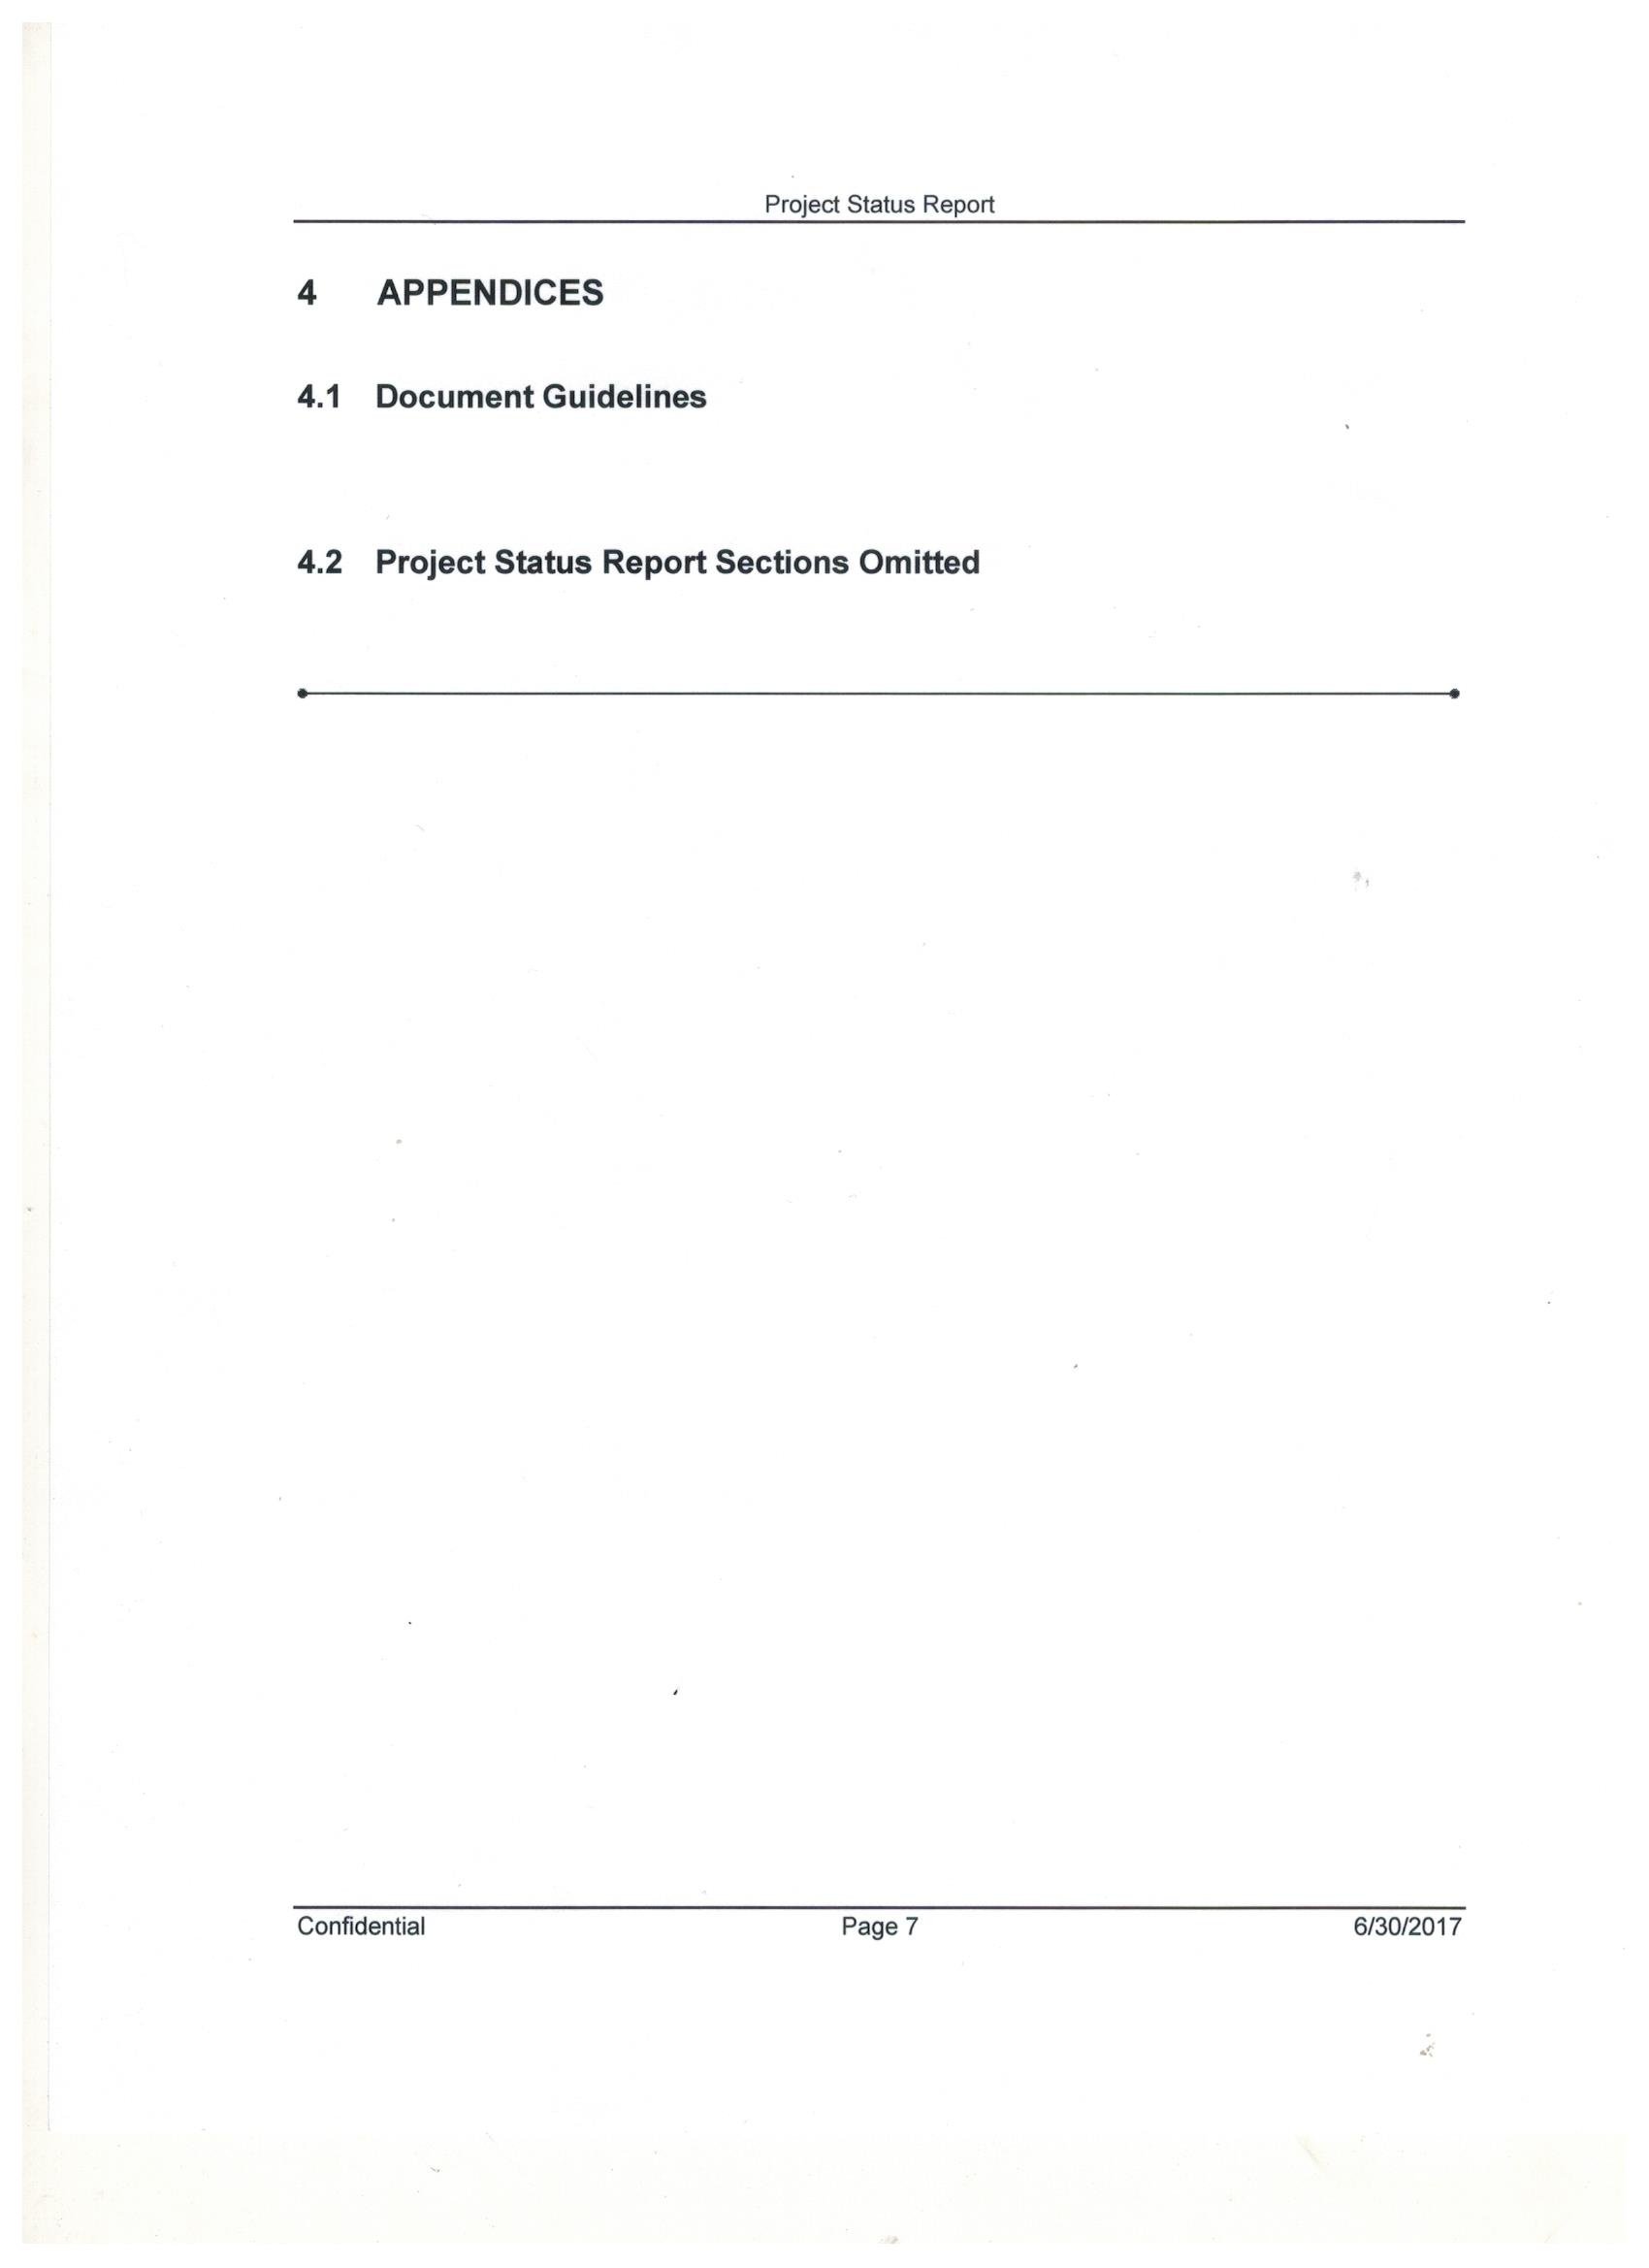 Project Status Report
4 APPENDICES
4.1 Document Guidelines
4.2 Project Status Report Sections Omitted
Confidential Page 7 6/30/2017